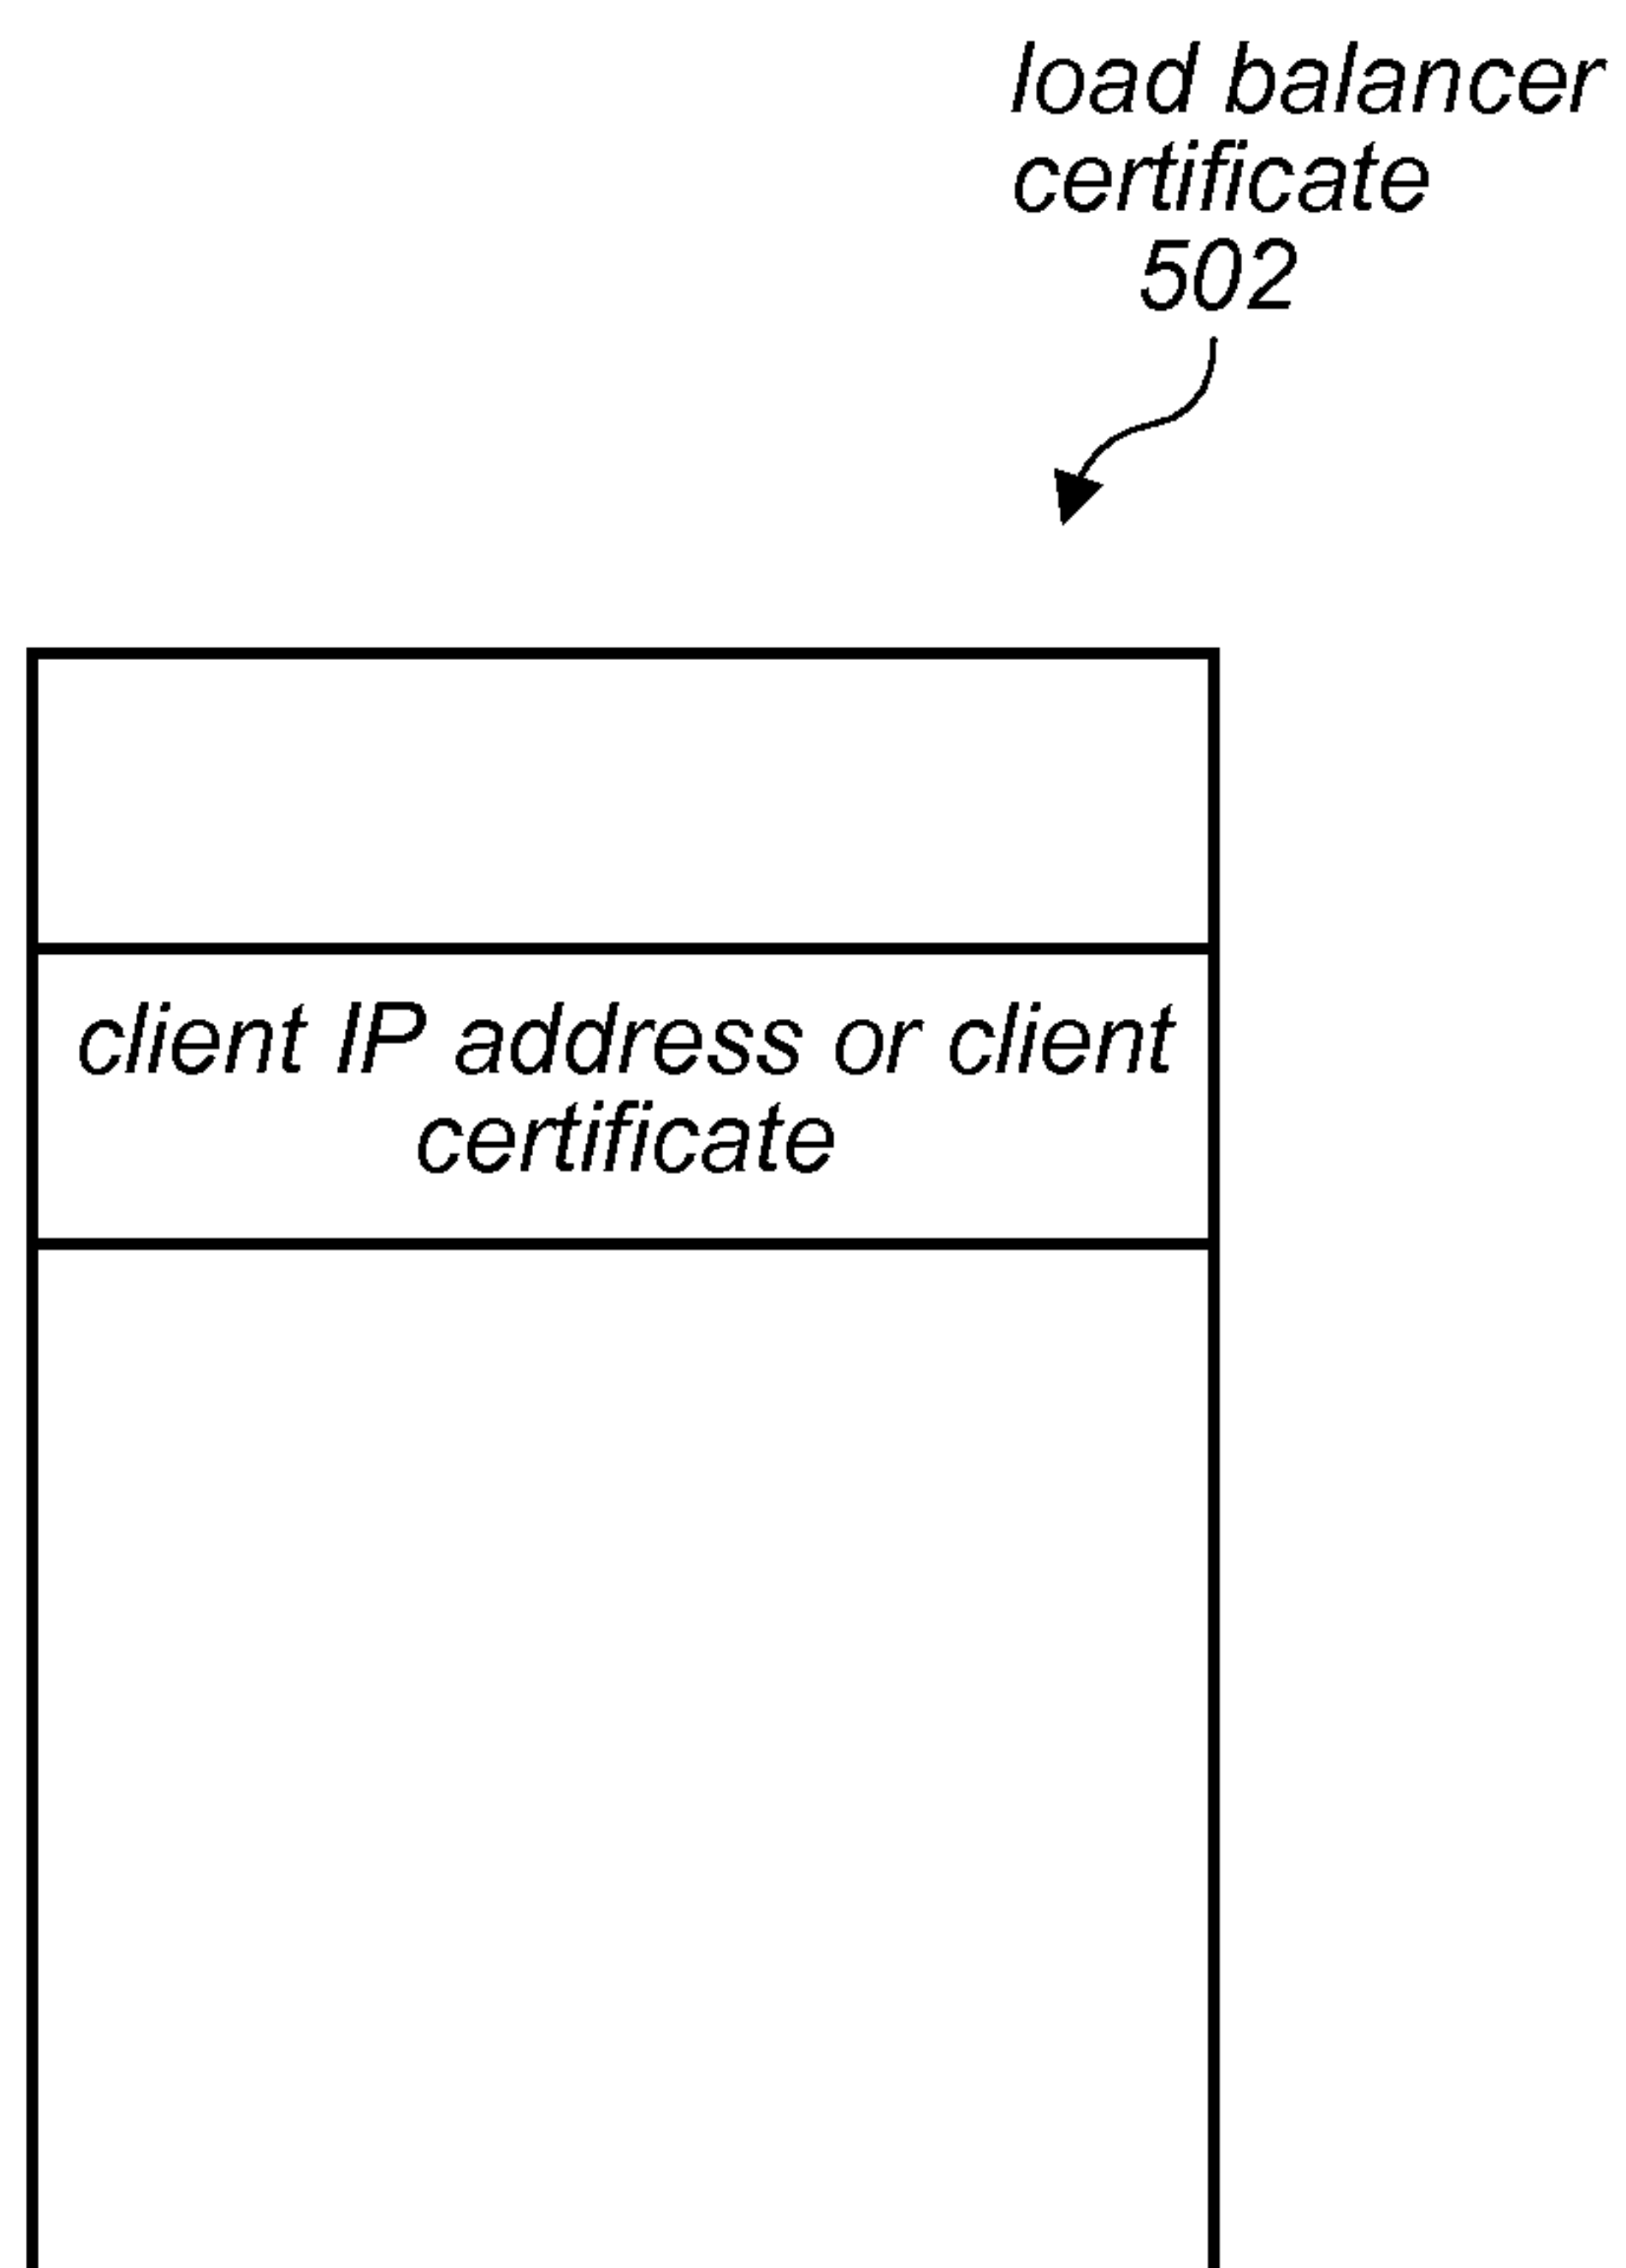 load balancer
certificate
502
client IP address or client
certificate